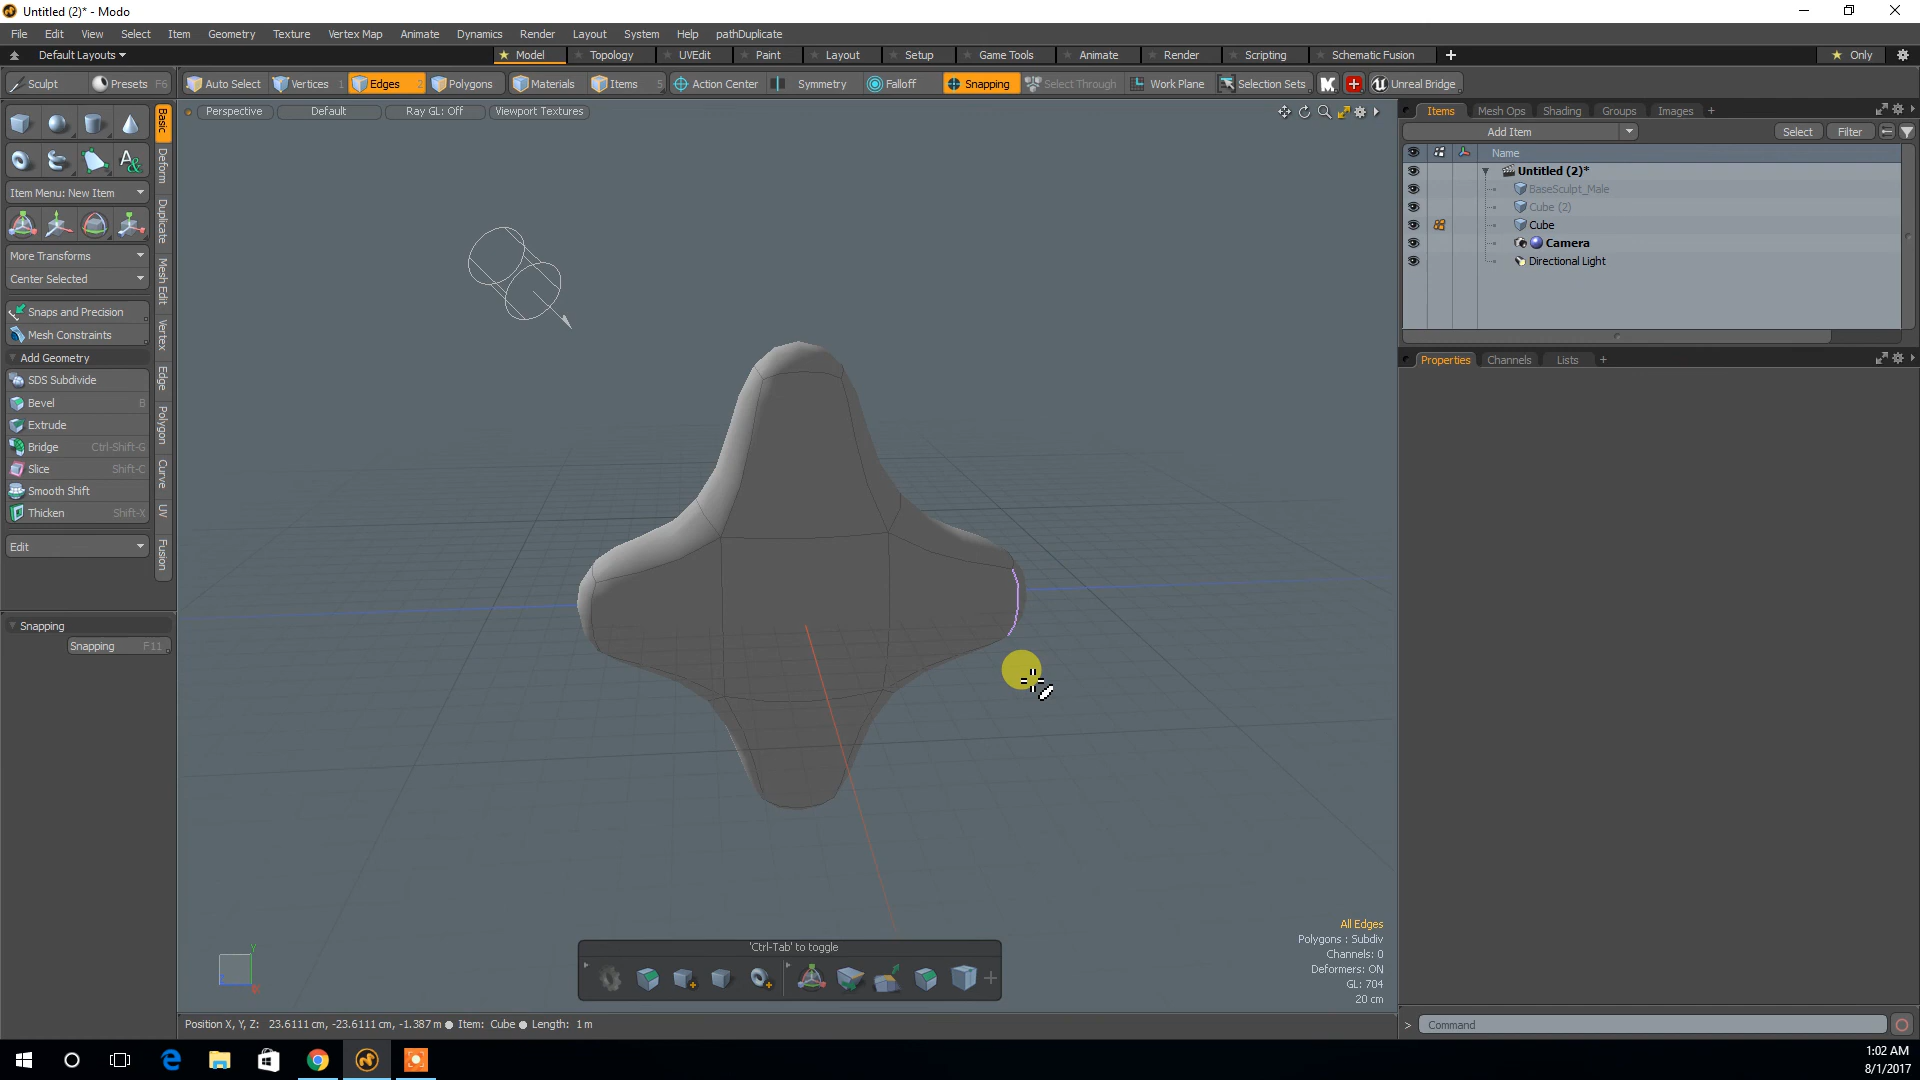 Untitled (2)* - Modo
File Edit View Select Item Geometry Texture Vertex Map Animate Dynamics Render Layout System Help pathDuplicate
Default Layouts
Model Topology UVEdit Paint Layout Setup Game Tools Animate Render Scripting Schematic Fusion + Only
Sculpt Presets F6 Auto Select Vertices 1 Edges 2 Polygons Materials Items 5 Action Center Symmetry Falloff Snapping Select Through Work Plane Selection Sets Unreal Bridge
Perspective Default Ray GL: Off Viewport Textures
Items Mesh Ops Shading Groups Images +
Add Item Select Filter
Name
Untitled (2)*
BaseSculpt_Male
Cube (2)
Cube
Camera
Directional Light
Properties Channels Lists +
Basic
Deform
Duplicate
Mesh Edit
Vertex
Edge
Polygon
Curve
UV
Fusion
Item Menu: New Item
More Transforms
Center Selected
Snaps and Precision
Mesh Constraints
Add Geometry
SDS Subdivide
Bevel B
Extrude
Bridge Ctrl-Shift-G
Slice Shift-C
Smooth Shift
Thicken Shift-X
Edit
Snapping
Snapping F11
Y
All Edges
Polygons : Subdiv
Channels: 0
Deformers: ON
GL: 704
20 cm
'Ctrl-Tab' to toggle
Position X, Y, Z: 23.6111 cm, -23.6111 cm, -1.387 m Item: Cube Length: 1 m
> Command
1:02 AM
8/1/2017